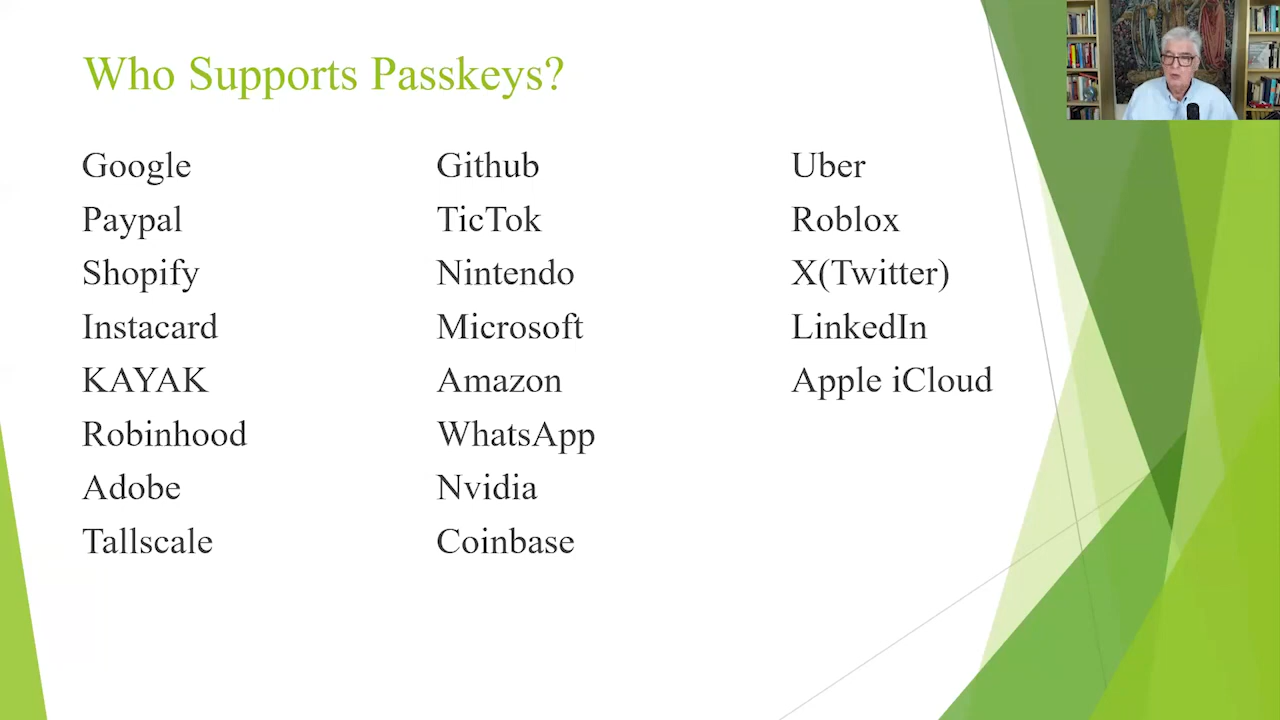 Who Supports Passkeys?
Google
Paypal
Shopify
Instacard
KAYAK
Robinhood
Adobe
Tallscale
Github
TicTok
Nintendo
Microsoft
Amazon
WhatsApp
Nvidia
Coinbase
Uber
Roblox
X(Twitter)
LinkedIn
Apple iCloud